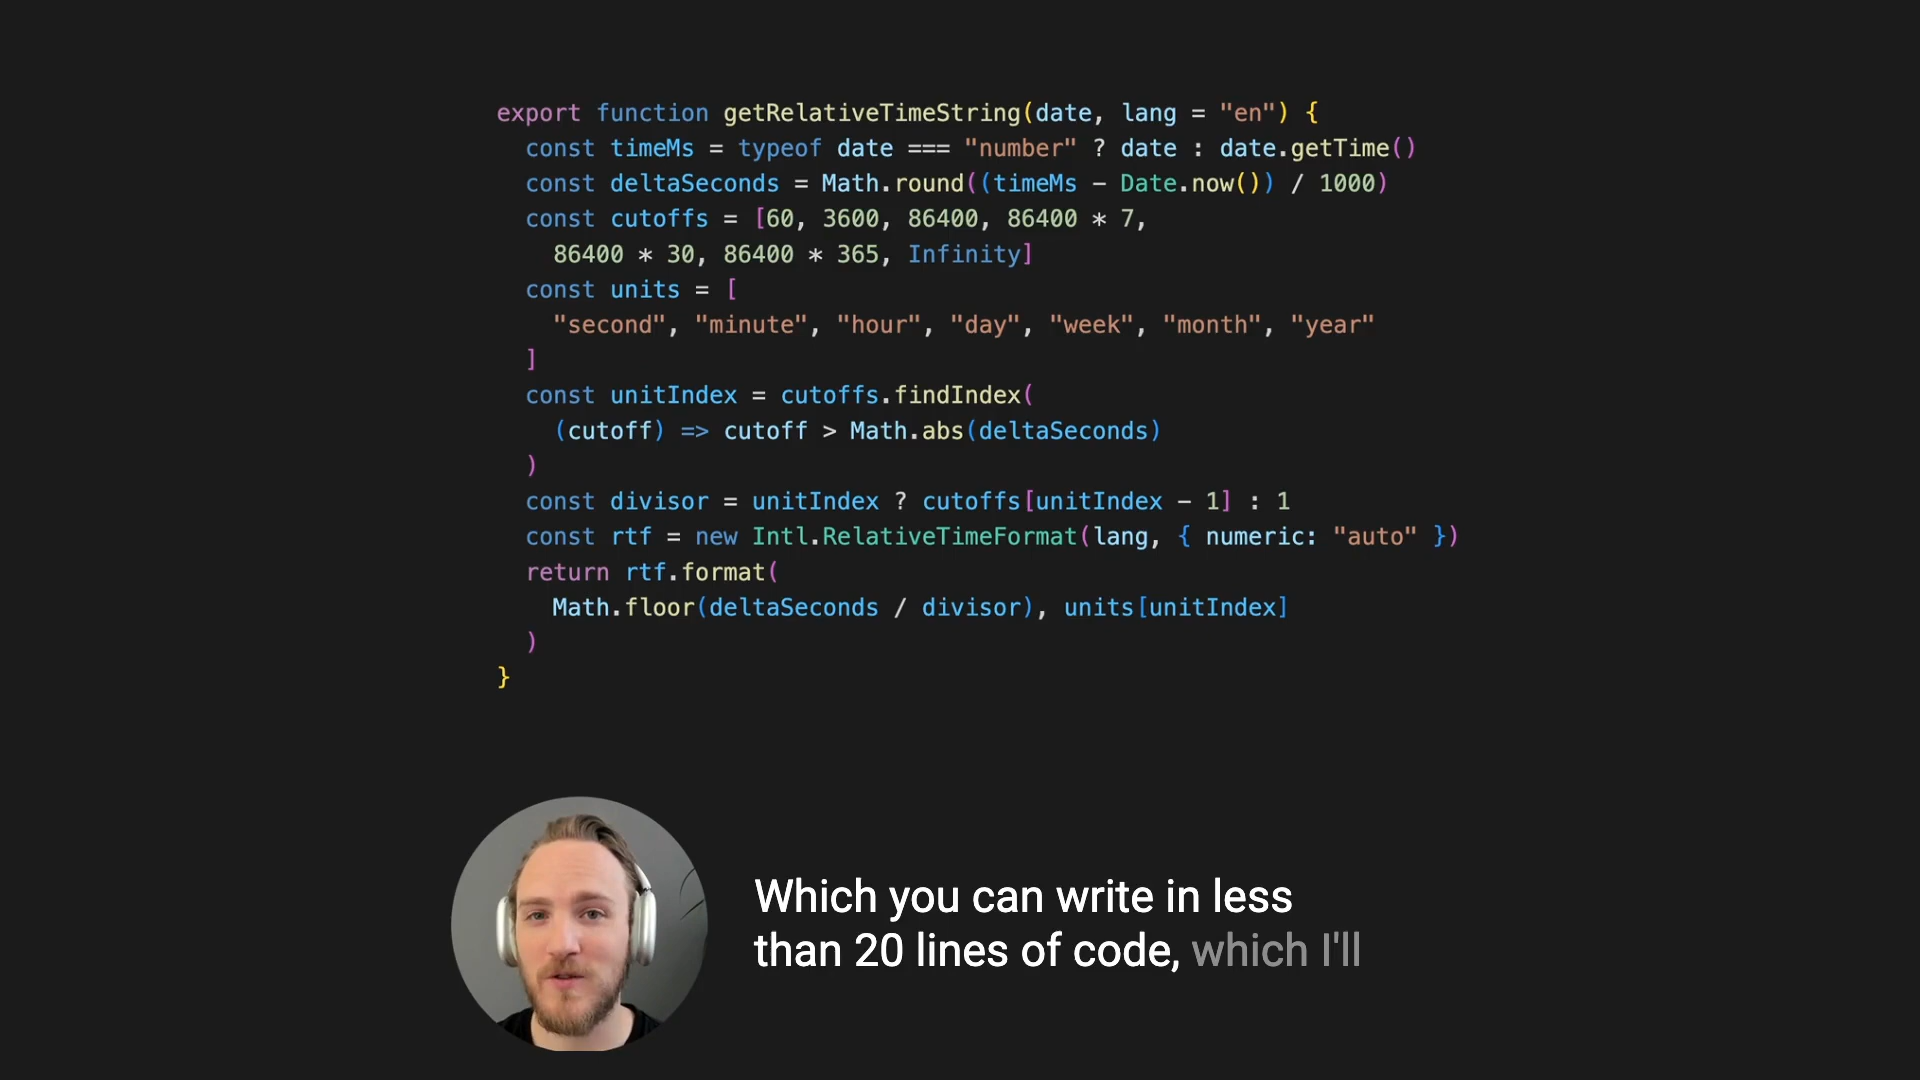 export function getRelativeTimeString(date, lang = "en") {
  const timeMs = typeof date === "number" ? date : date.getTime()
  const deltaSeconds = Math.round((timeMs - Date.now()) / 1000)
  const cutoffs = [60, 3600, 86400, 86400 * 7,
    86400 * 30, 86400 * 365, Infinity]
  const units = [
    "second", "minute", "hour", "day", "week", "month", "year"
  ]
  const unitIndex = cutoffs.findIndex(
    (cutoff) => cutoff > Math.abs(deltaSeconds)
  )
  const divisor = unitIndex ? cutoffs[unitIndex - 1] : 1
  const rtf = new Intl.RelativeTimeFormat(lang, { numeric: "auto" })
  return rtf.format(
    Math.floor(deltaSeconds / divisor), units[unitIndex]
  )
}
Which you can write in less
than 20 lines of code, which I'll